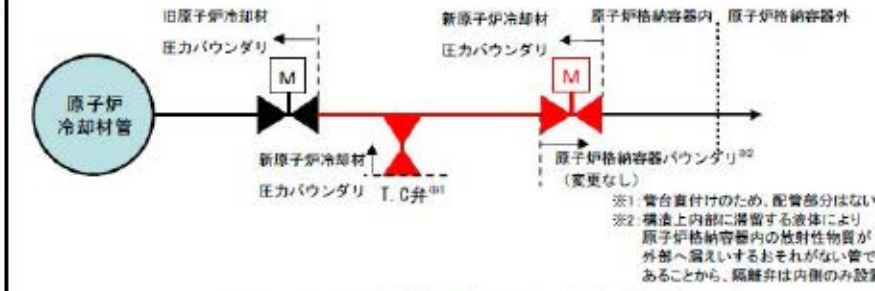 旧原子炉冷却材
圧力バウンダリ
新原子炉冷却材
圧力バウンダリ
原子炉格納容器内
原子炉格納容器外
M
M
原子炉
冷却材管
新原子炉冷却材
圧力バウンダリ
T.C弁※1
原子炉格納容器バウンダリ※2
(変更なし)
※1:管台直付けのため、配管部分はない
※2:構造上内部に滞留する液体により
原子炉格納容器内の放射性物質が
外部へ漏えいするおそれがない管で
あることから、隔離弁は内側のみ設置